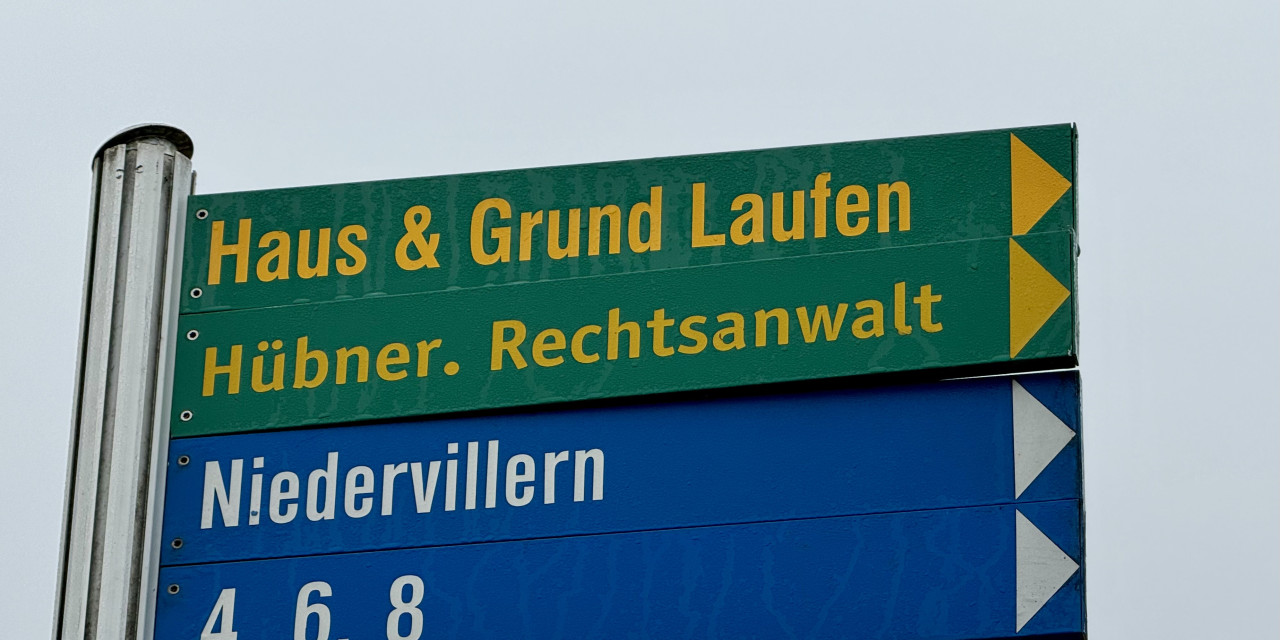 Haus & Grund Laufen
Hübner. Rechtsanwalt
Niedervillern
4, 6, 8